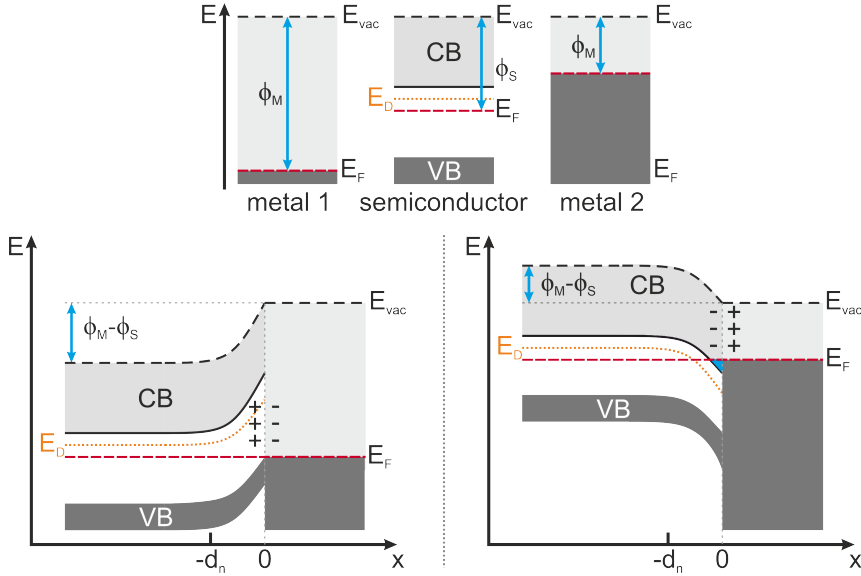 E
E_vac
E_vac
E_vac
CB
ϕ_M
ϕ_S
ϕ_M
E_D
E_F
VB
E_F
E_F
metal 1
semiconductor
metal 2
E
E_vac
ϕ_M-ϕ_S
CB
+ -
+ -
+ -
E_D
E_F
VB
-d_n
0
x
E
ϕ_M-ϕ_S
CB
E_vac
- +
- +
- +
E_D
E_F
VB
-d_n
0
x